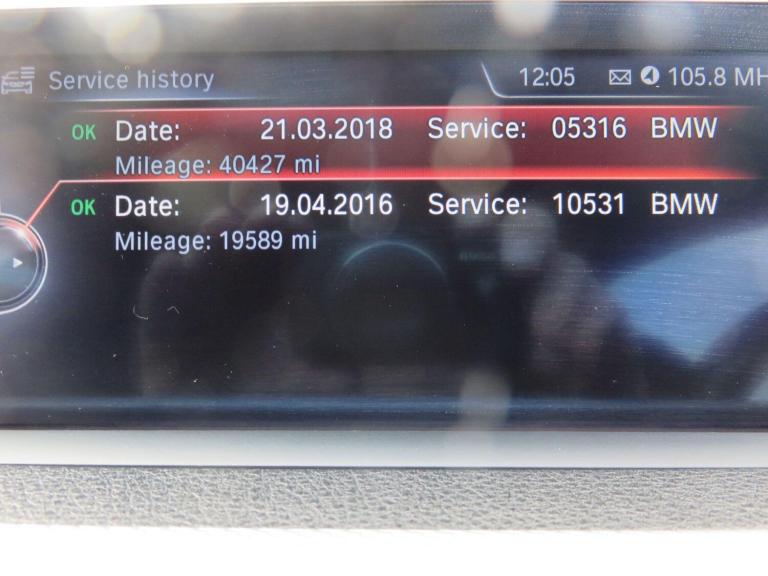 Service history 12:05 105.8 MH
OK Date: 21.03.2018 Service: 05316 BMW
Mileage: 40427 mi
OK Date: 19.04.2016 Service: 10531 BMW
Mileage: 19589 mi